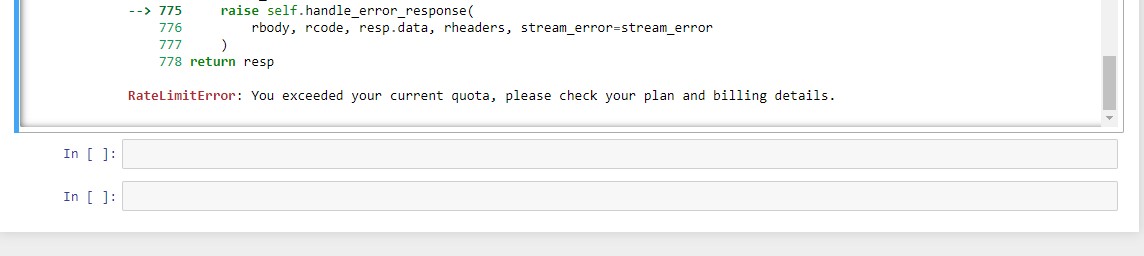 --> 775     raise self.handle_error_response(
776         rbody, rcode, resp.data, rheaders, stream_error=stream_error
777     )
778 return resp
RateLimitError: You exceeded your current quota, please check your plan and billing details.
In [ ]:
In [ ]: